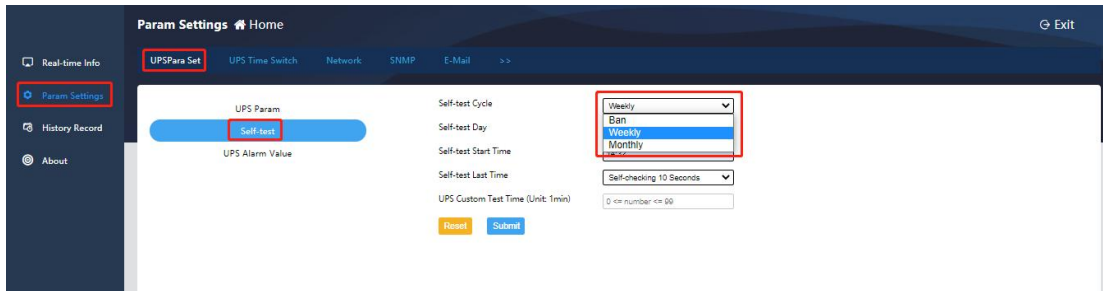 Param Settings Home
Exit
Real-time Info
Param Settings
History Record
About
UPSPara Set
UPS Time Switch
Network
SNMP
E-Mail
>>
UPS Param
Self-test
UPS Alarm Value
Self-test Cycle
Weekly
Ban
Weekly
Monthly
Self-test Day
Self-test Start Time
Self-test Last Time
Self-checking 10 Seconds
UPS Custom Test Time (Unit: 1min)
0 <= number <= 99
Reset
Submit